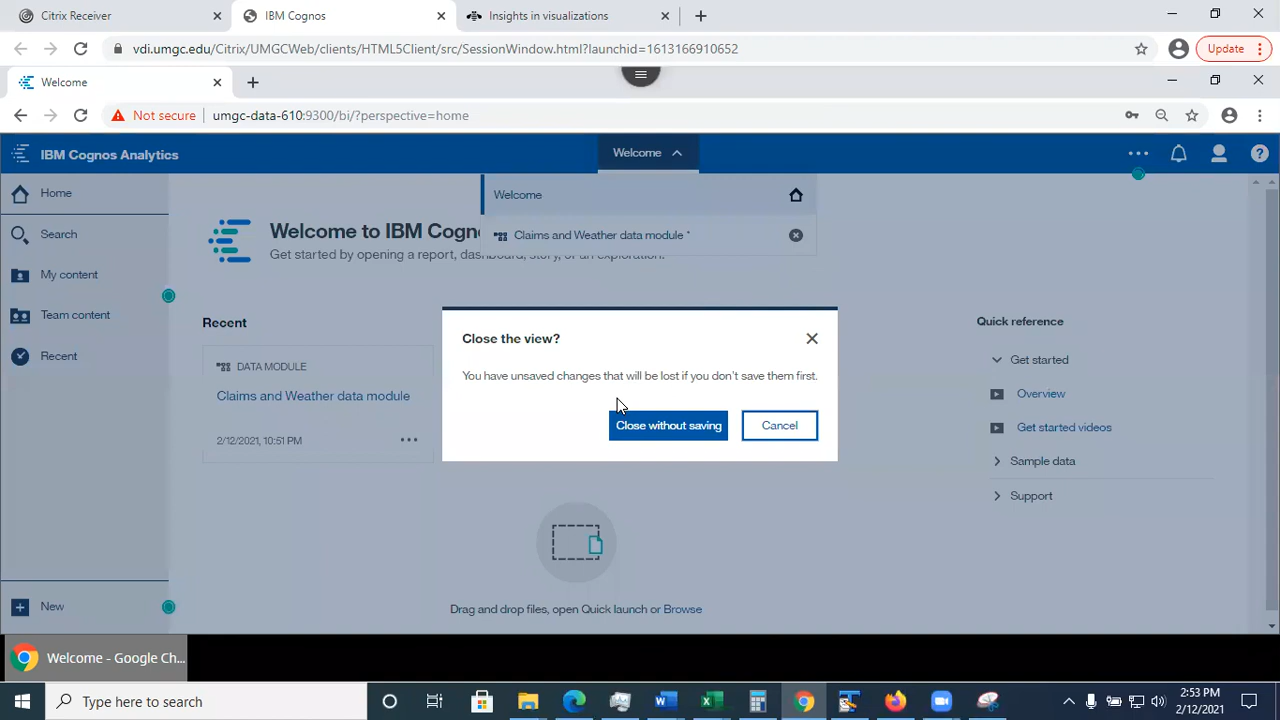 Citrix Receiver
IBM Cognos
Insights in visualizations
vdi.umgc.edu/Citrix/UMGCWeb/clients/HTML5Client/src/SessionWindow.html?launchid=1613166910652
Update
Welcome
Not secure
umgc-data-610:9300/bi/?perspective=home
IBM Cognos Analytics
Welcome
?
Home
Search
My content
Team content
Recent
New
Welcome
Claims and Weather data module *
Welcome to IBM Cogn
Get started by opening a report, dashboard, story, or an exploration.
Recent
DATA MODULE
Claims and Weather data module
2/12/2021, 10:51 PM
Close the view?
You have unsaved changes that will be lost if you don't save them first.
Close without saving
Cancel
Quick reference
Get started
Overview
Get started videos
Sample data
Support
Drag and drop files, open Quick launch or Browse
Welcome - Google Ch...
Type here to search
2:53 PM
2/12/2021